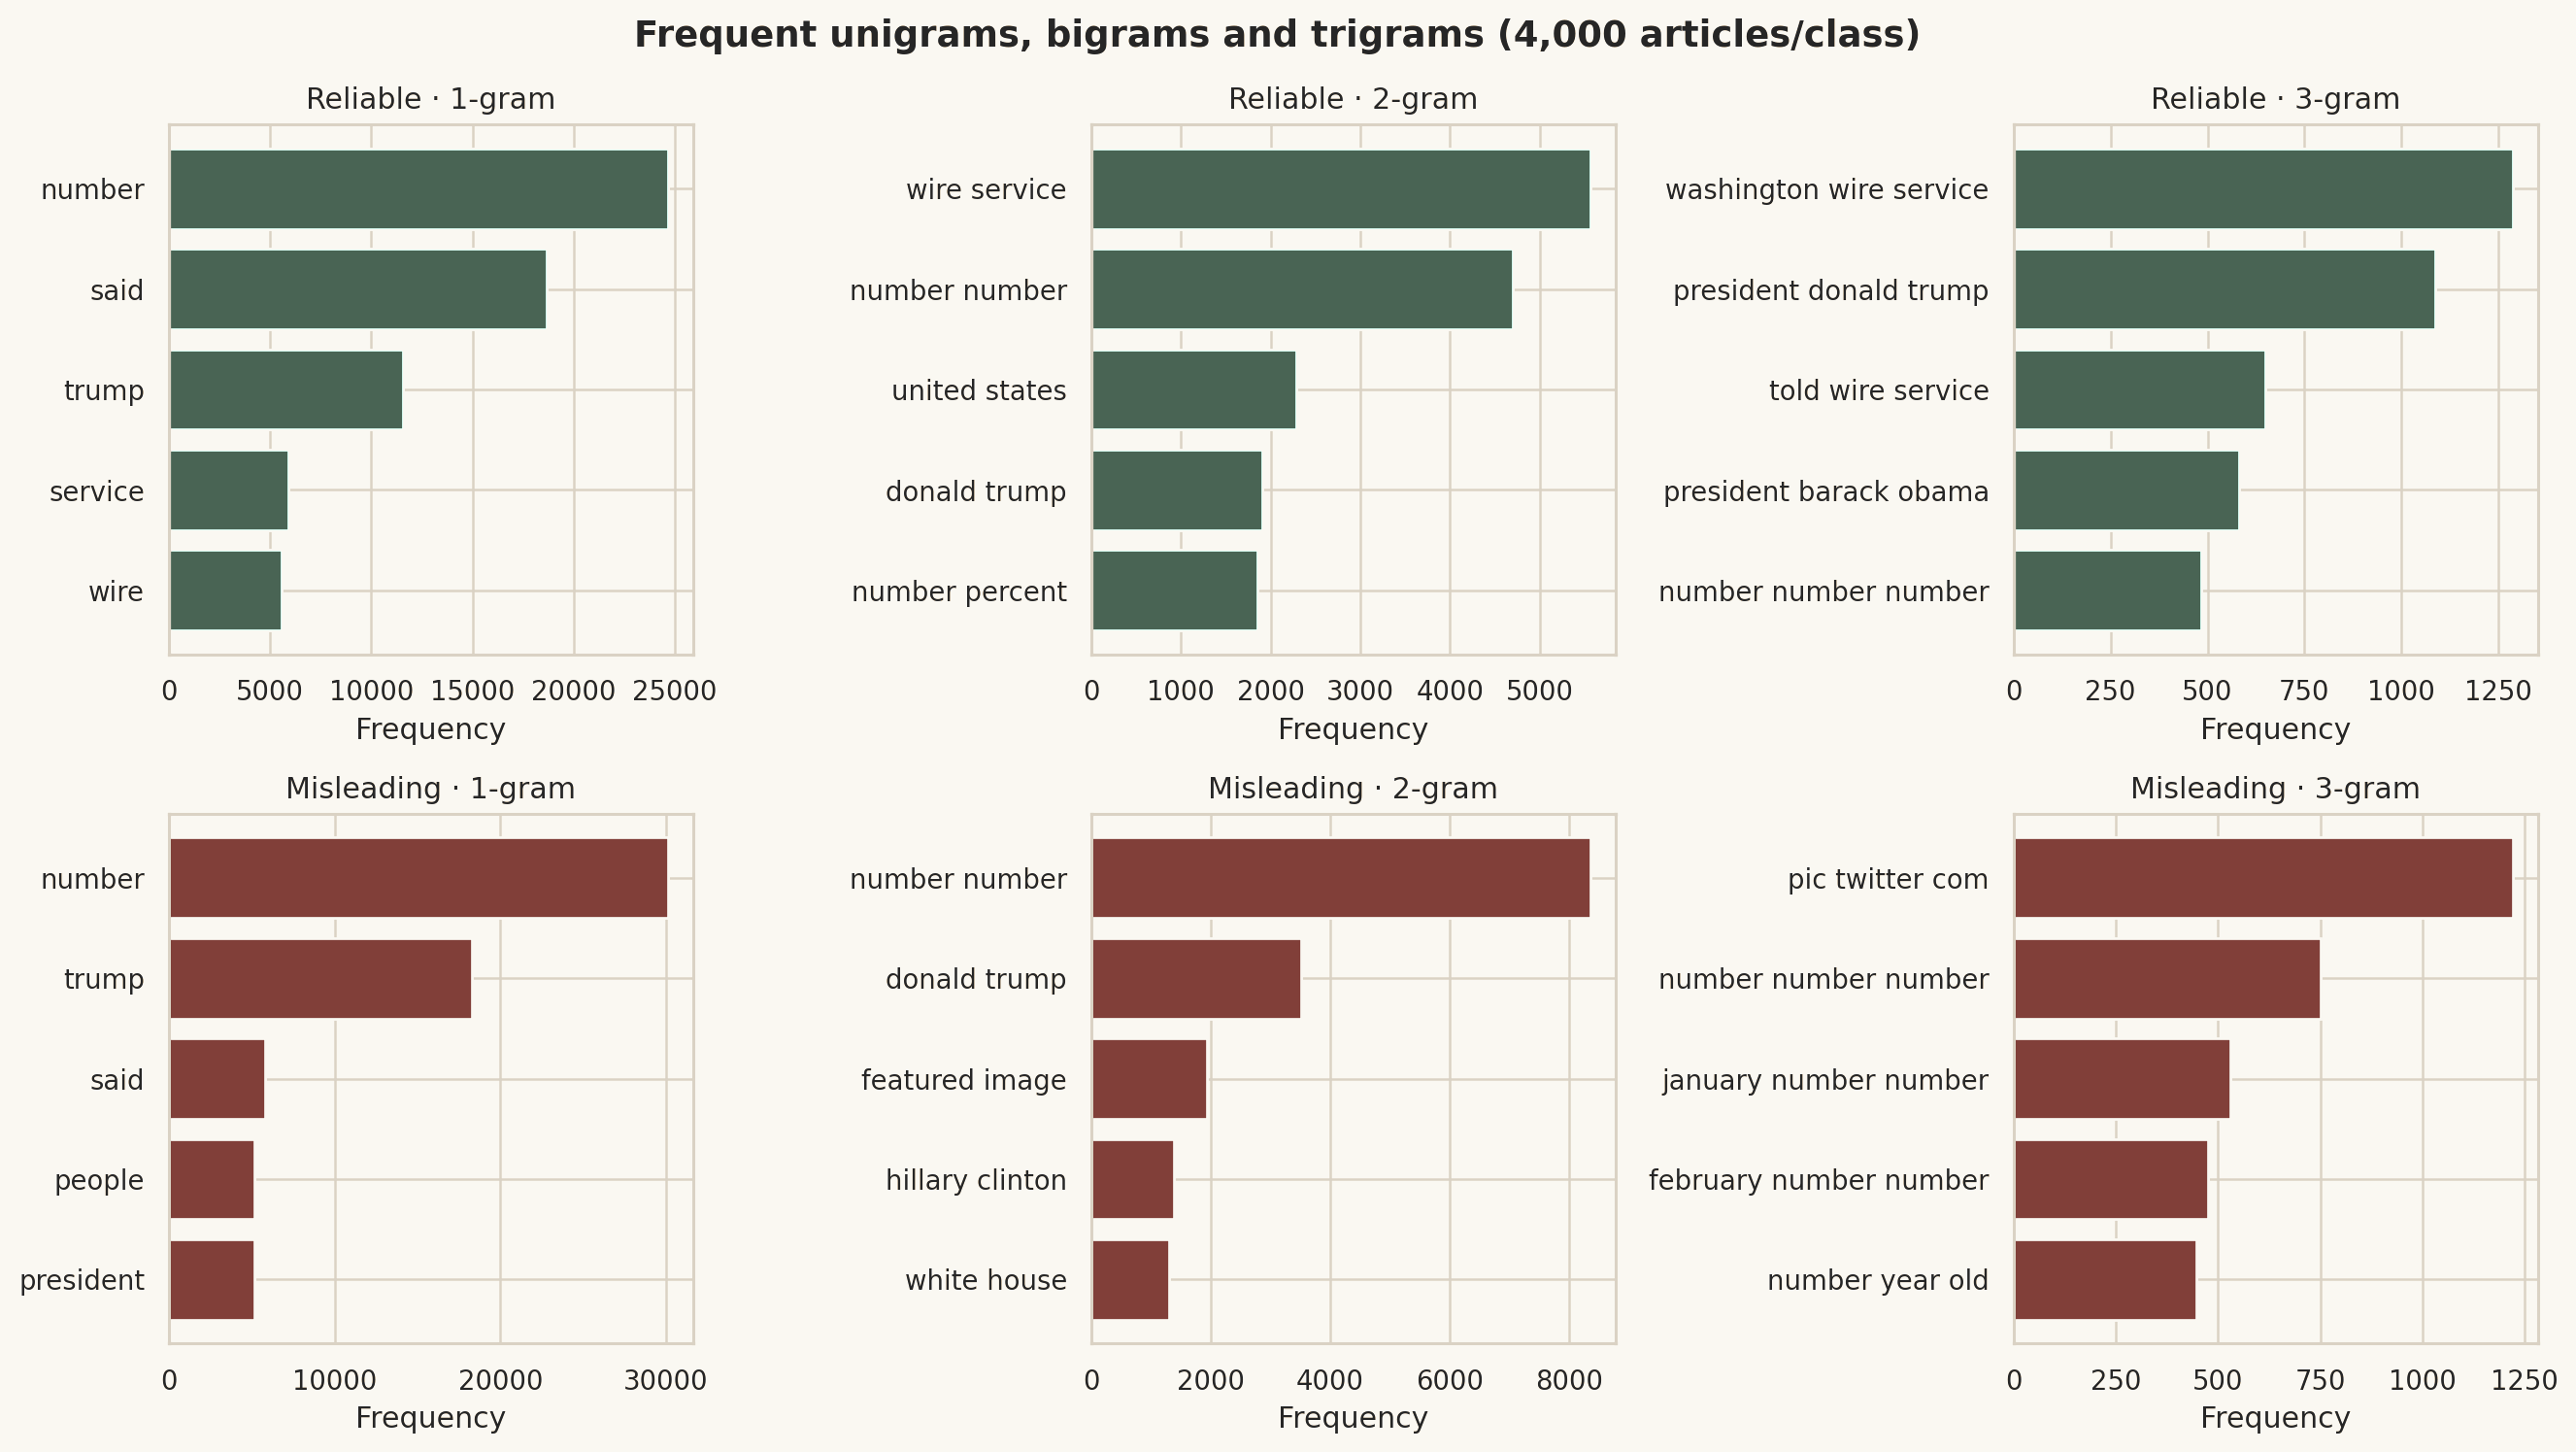 Frequent unigrams, bigrams and trigrams (4,000 articles/class)
Reliable · 1-gram
number
said
trump
service
wire
0 5000 10000 15000 20000 25000
Frequency
Reliable · 2-gram
wire service
number number
united states
donald trump
number percent
0 1000 2000 3000 4000 5000
Frequency
Reliable · 3-gram
washington wire service
president donald trump
told wire service
president barack obama
number number number
0 250 500 750 1000 1250
Frequency
Misleading · 1-gram
number
trump
said
people
president
0 10000 20000 30000
Frequency
Misleading · 2-gram
number number
donald trump
featured image
hillary clinton
white house
0 2000 4000 6000 8000
Frequency
Misleading · 3-gram
pic twitter com
number number number
january number number
february number number
number year old
0 250 500 750 1000 1250
Frequency